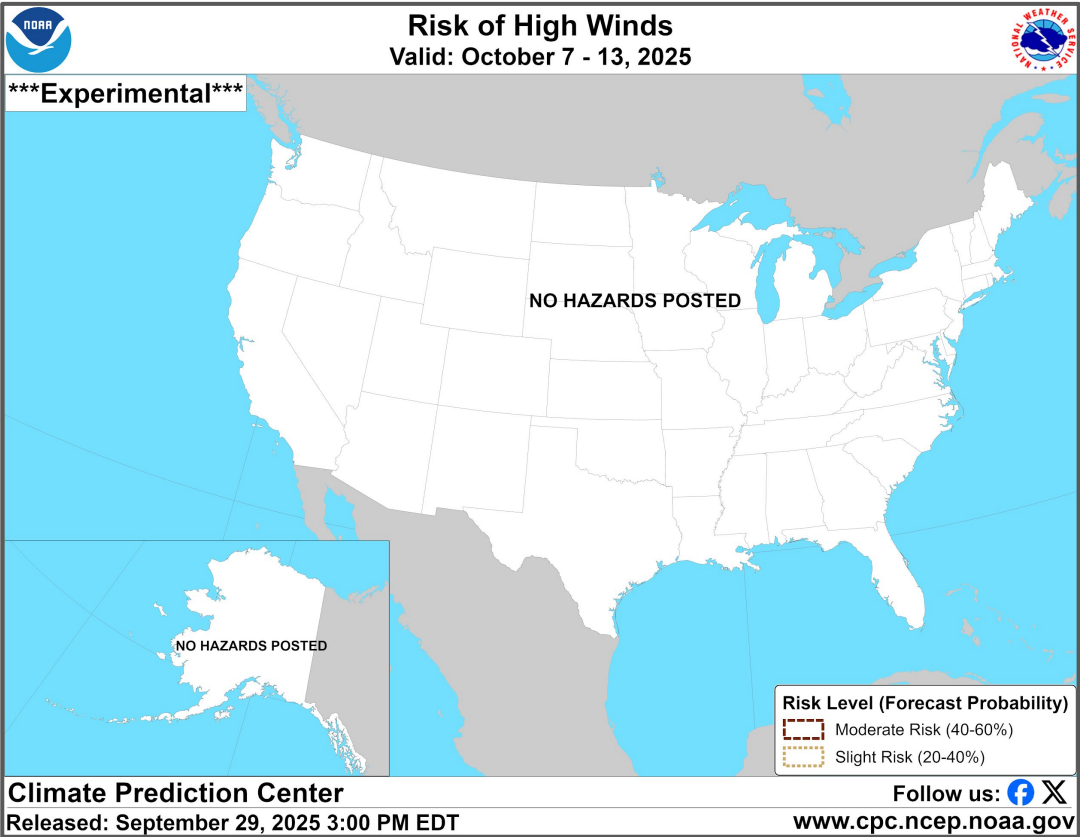 NOAA
Risk of High Winds
Valid: October 7 - 13, 2025
NATIONAL WEATHER SERVICE
***Experimental***
NO HAZARDS POSTED
NO HAZARDS POSTED
Risk Level (Forecast Probability)
Moderate Risk (40-60%)
Slight Risk (20-40%)
Climate Prediction Center
Follow us:
Released: September 29, 2025 3:00 PM EDT
www.cpc.ncep.noaa.gov